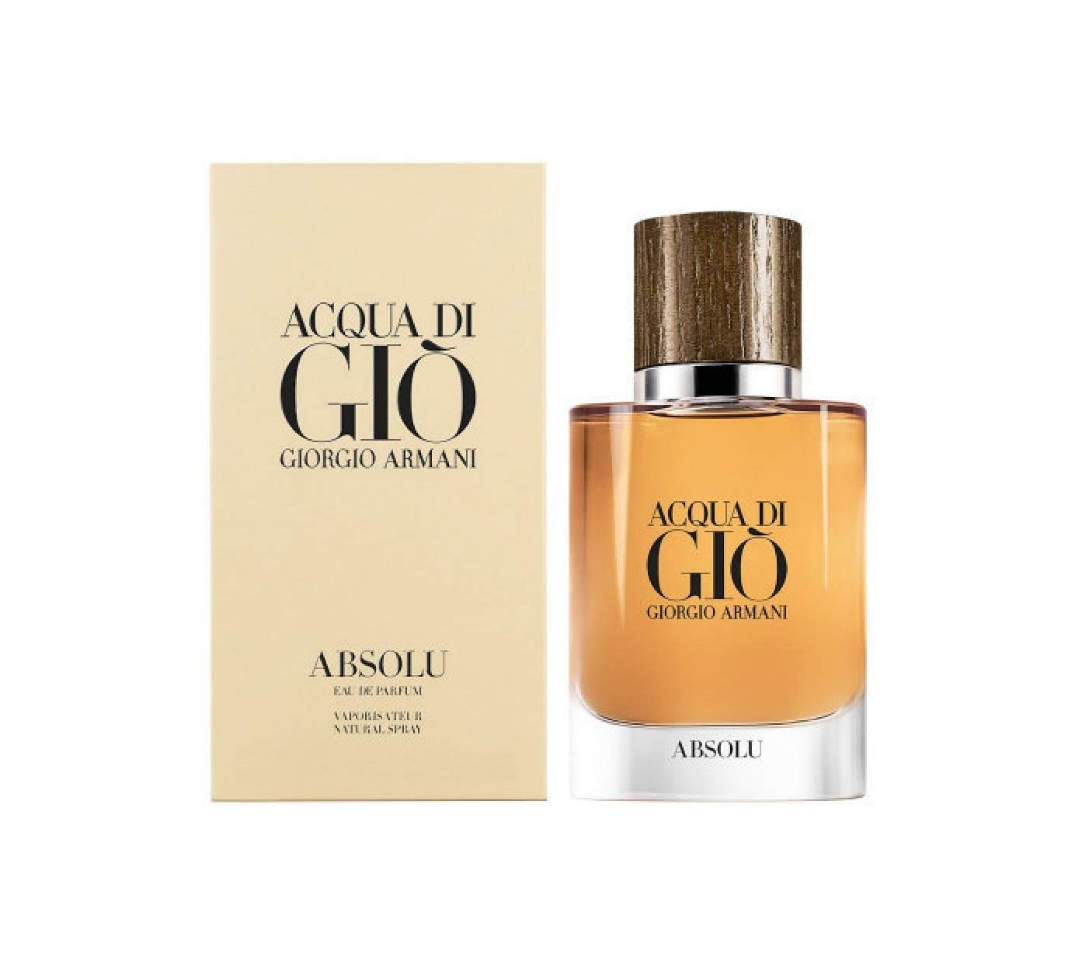 ACQUA DI
GIÒ
GIORGIO ARMANI
ABSOLU
EAU DE PARFUM
VAPORISATEUR
NATURAL SPRAY
ACQUA DI
GIÒ
GIORGIO ARMANI
ABSOLU